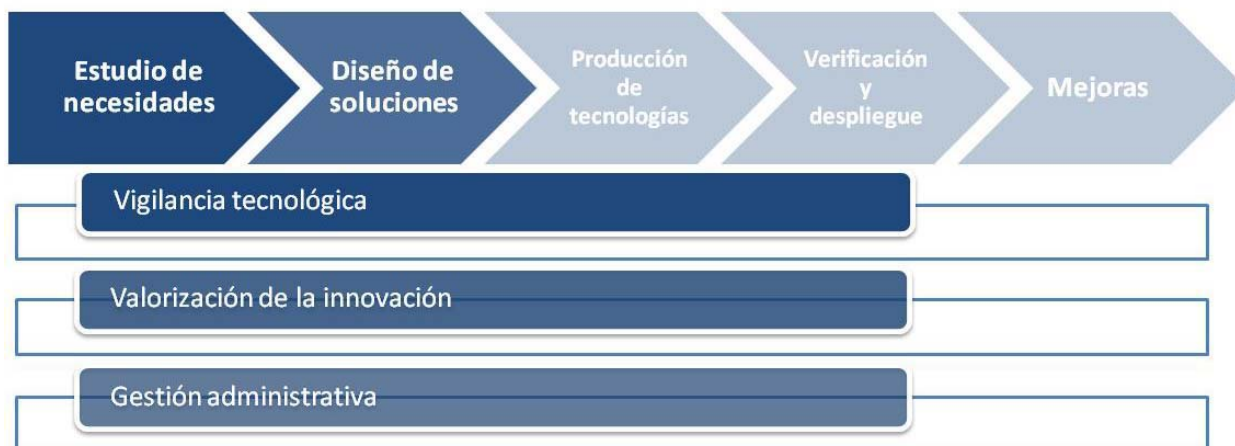 Estudio de
necesidades
Diseño de
soluciones
Producción
de
tecnologías
Verificación
y
despliegue
Mejoras
Vigilancia tecnológica
Valorización de la innovación
Gestión administrativa